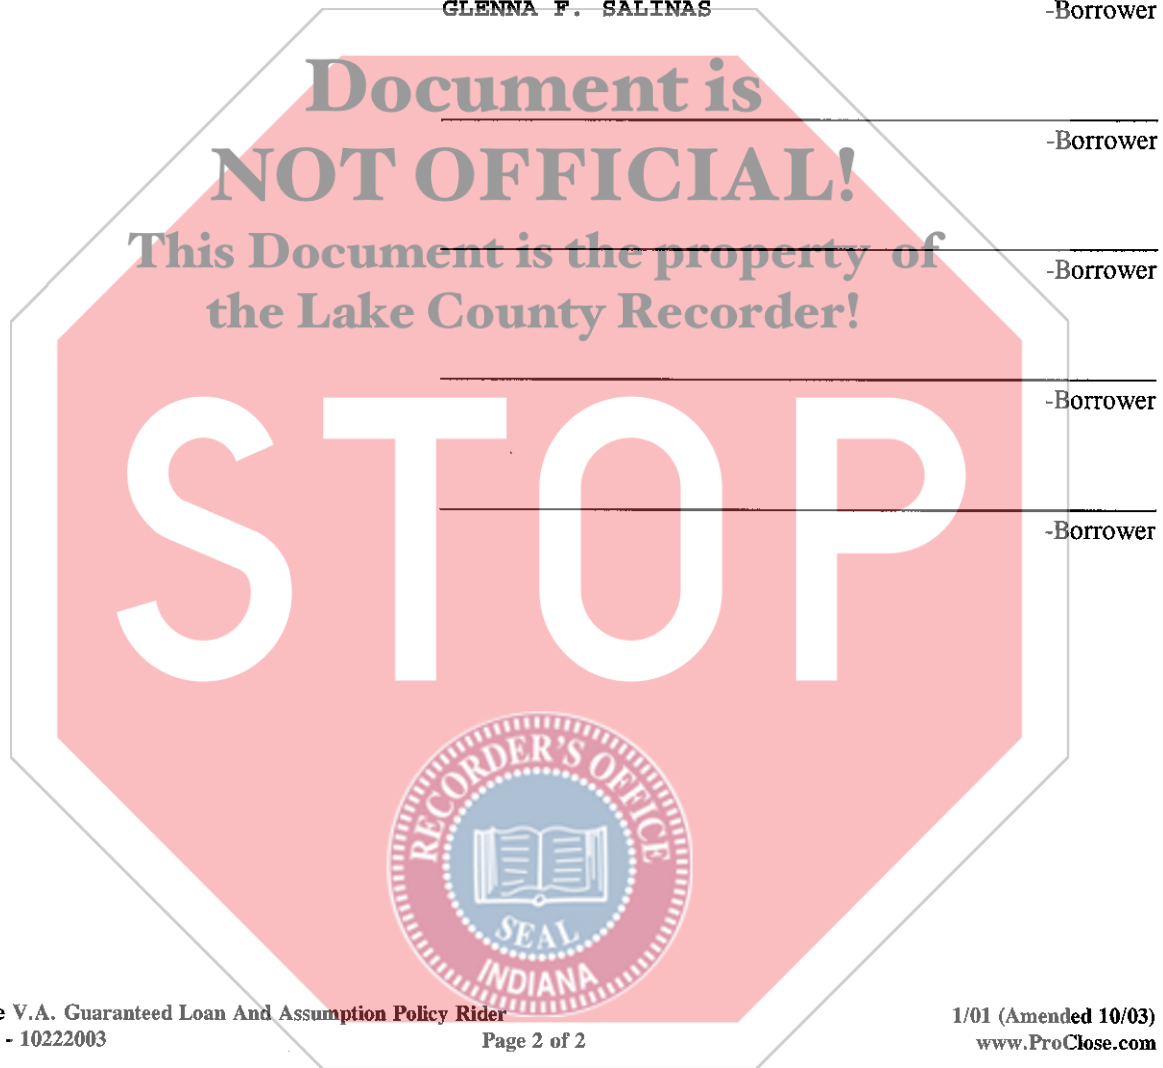 GLENNA F. SALINAS -Borrower
Document is
-Borrower
NOT OFFICIAL!
This Document is the property of
-Borrower
the Lake County Recorder!
-Borrower
STOP
-Borrower
RECORDER'S OFFICE
SEAL
INDIANA
V.A. Guaranteed Loan And Assumption Policy Rider 1/01 (Amended 10/03)
- 10222003 Page 2 of 2 www.ProClose.com